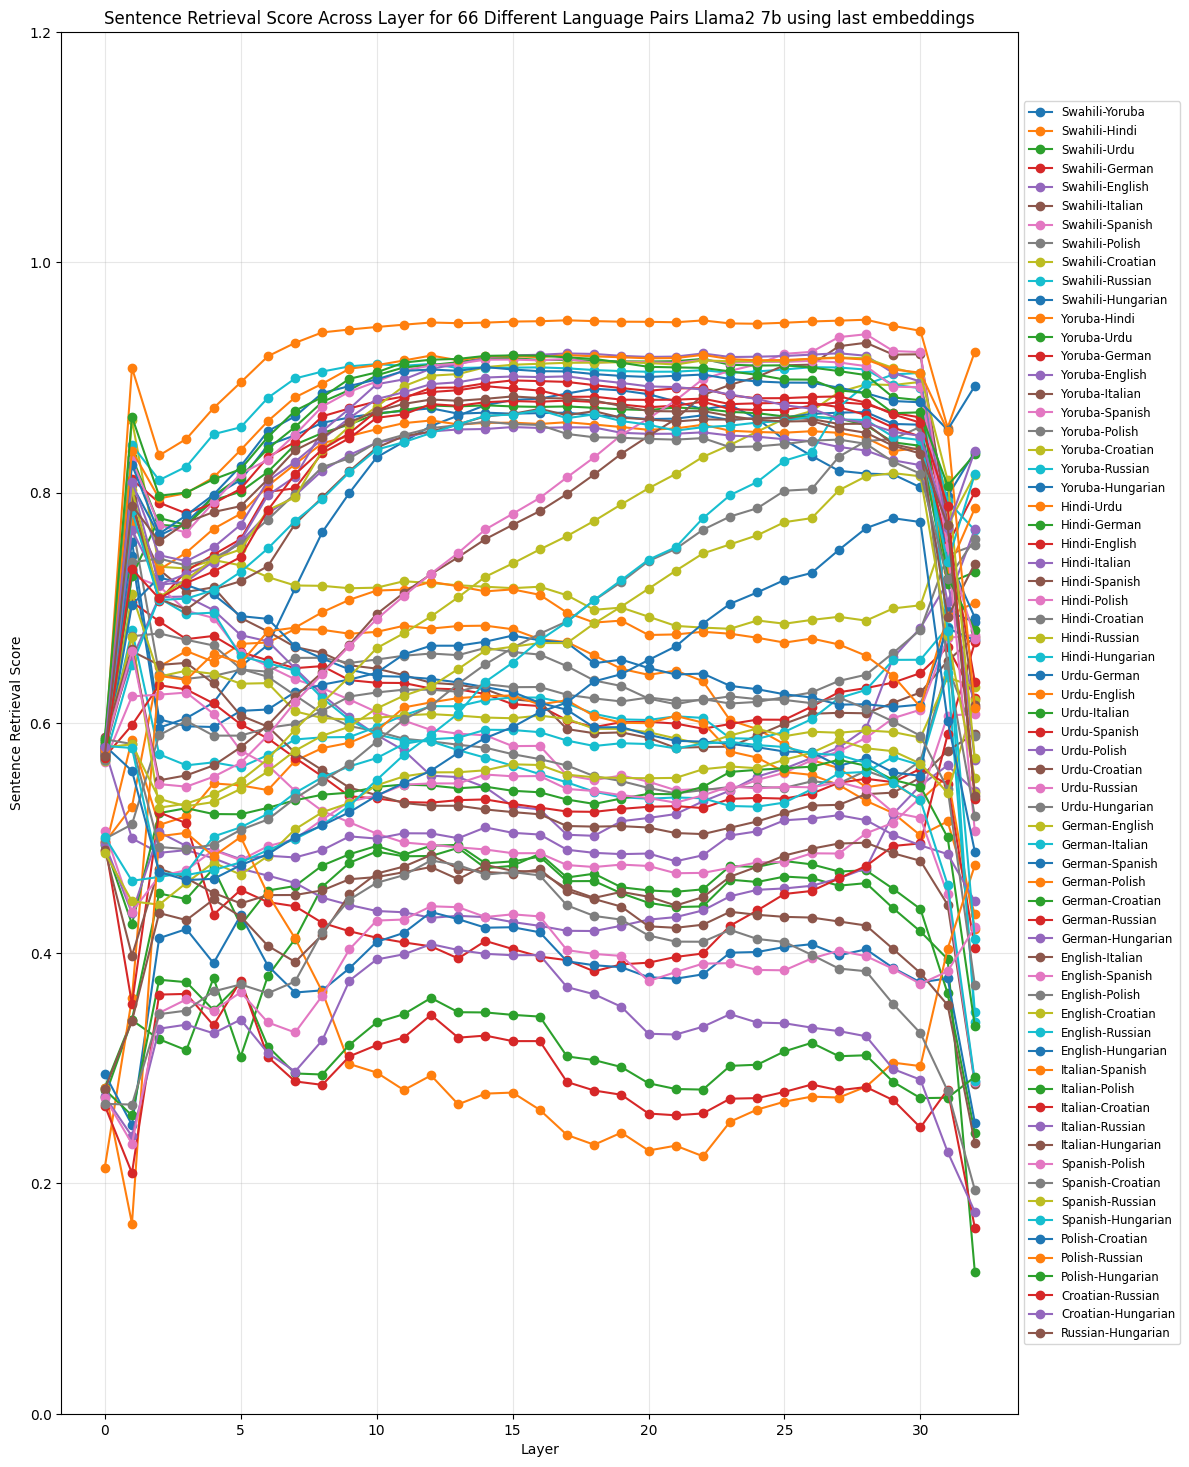 Sentence Retrieval Score Across Layer for 66 Different Language Pairs Llama2 7b using last embeddings
1.2
1.0
0.8
0.6
0.4
0.2
0.0
Sentence Retrieval Score
0 5 10 15 20 25 30
Layer
Swahili-Yoruba
Swahili-Hindi
Swahili-Urdu
Swahili-German
Swahili-English
Swahili-Italian
Swahili-Spanish
Swahili-Polish
Swahili-Croatian
Swahili-Russian
Swahili-Hungarian
Yoruba-Hindi
Yoruba-Urdu
Yoruba-German
Yoruba-English
Yoruba-Italian
Yoruba-Spanish
Yoruba-Polish
Yoruba-Croatian
Yoruba-Russian
Yoruba-Hungarian
Hindi-Urdu
Hindi-German
Hindi-English
Hindi-Italian
Hindi-Spanish
Hindi-Polish
Hindi-Croatian
Hindi-Russian
Hindi-Hungarian
Urdu-German
Urdu-English
Urdu-Italian
Urdu-Spanish
Urdu-Polish
Urdu-Croatian
Urdu-Russian
Urdu-Hungarian
German-English
German-Italian
German-Spanish
German-Polish
German-Croatian
German-Russian
German-Hungarian
English-Italian
English-Spanish
English-Polish
English-Croatian
English-Russian
English-Hungarian
Italian-Spanish
Italian-Polish
Italian-Croatian
Italian-Russian
Italian-Hungarian
Spanish-Polish
Spanish-Croatian
Spanish-Russian
Spanish-Hungarian
Polish-Croatian
Polish-Russian
Polish-Hungarian
Croatian-Russian
Croatian-Hungarian
Russian-Hungarian